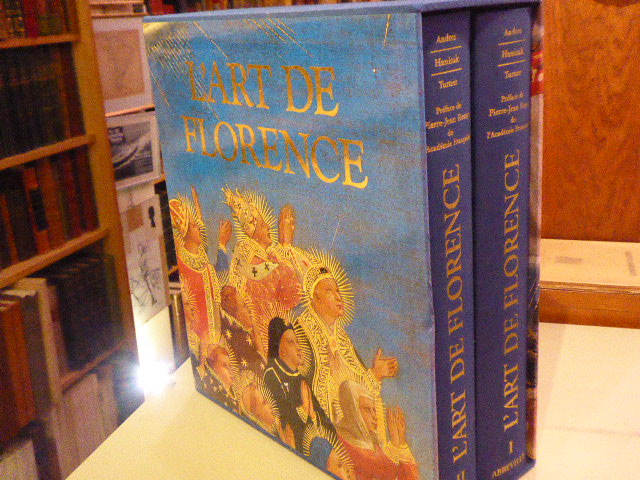 L'ART DE
FLORENCE
Andres
Hunisak
Turner
Préface de
Pierre-Jean Remy
de
l'Académie Française
L'ART DE FLORENCE
II
Andres
Hunisak
Turner
Préface de
Pierre-Jean Remy
de
l'Académie Française
L'ART DE FLORENCE
I
ABBEVILLE